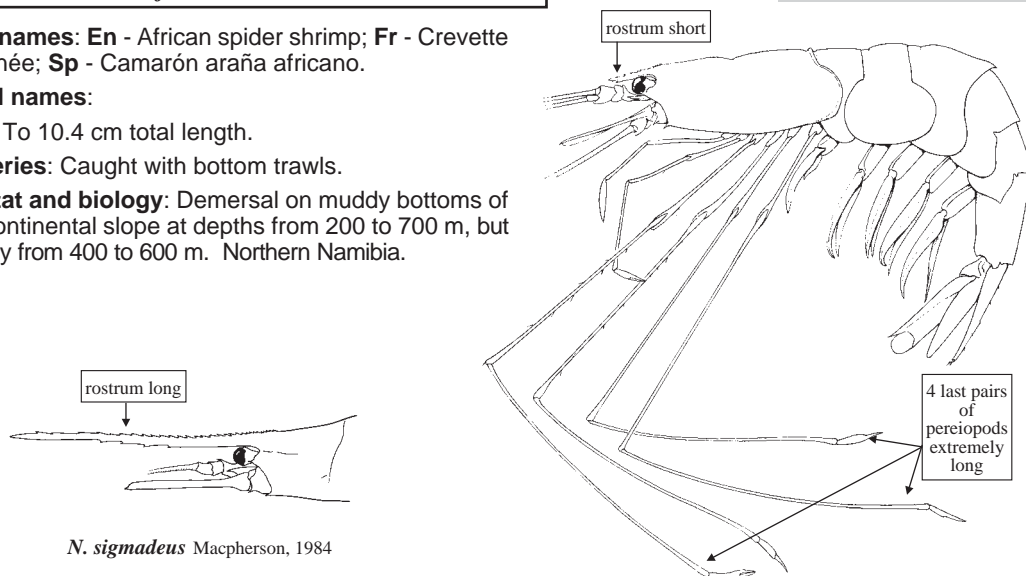 names: En - African spider shrimp; Fr - Crevette
née; Sp - Camarón araña africano.
names:
To 10.4 cm total length.
eries: Caught with bottom trawls.
tat and biology: Demersal on muddy bottoms of
ontinental slope at depths from 200 to 700 m, but
y from 400 to 600 m. Northern Namibia.
rostrum short
rostrum long
4 last pairs
of
pereiopods
extremely
long
N. sigmadeus Macpherson, 1984